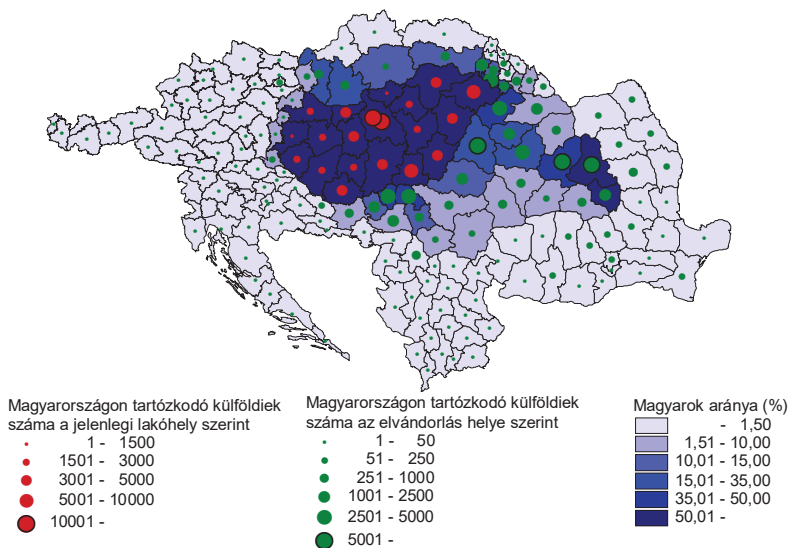 Magyarországon tartózkodó külföldiek
száma a jelenlegi lakóhely szerint
1 - 1500
1501 - 3000
3001 - 5000
5001 - 10000
10001 -
Magyarországon tartózkodó külföldiek
száma az elvándorlás helye szerint
1 - 50
51 - 250
251 - 1000
1001 - 2500
2501 - 5000
5001 -
Magyarok aránya (%)
- 1,50
1,51 - 10,00
10,01 - 15,00
15,01 - 35,00
35,01 - 50,00
50,01 -